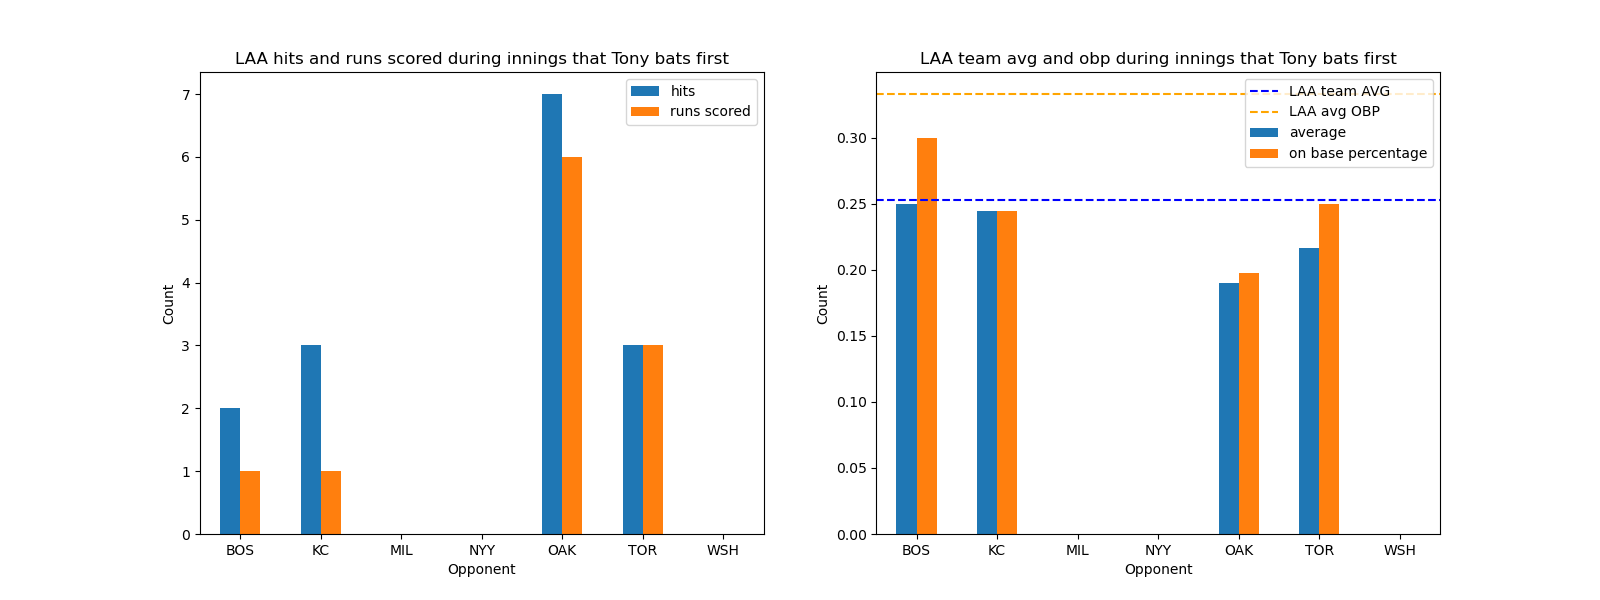 LAA hits and runs scored during innings that Tony bats first
hits
runs scored
7
6
5
4
3
2
1
0
Count
BOS KC MIL NYY OAK TOR WSH
Opponent
LAA team avg and obp during innings that Tony bats first
LAA team AVG
LAA avg OBP
average
on base percentage
0.30
0.25
0.20
0.15
0.10
0.05
0.00
Count
BOS KC MIL NYY OAK TOR WSH
Opponent